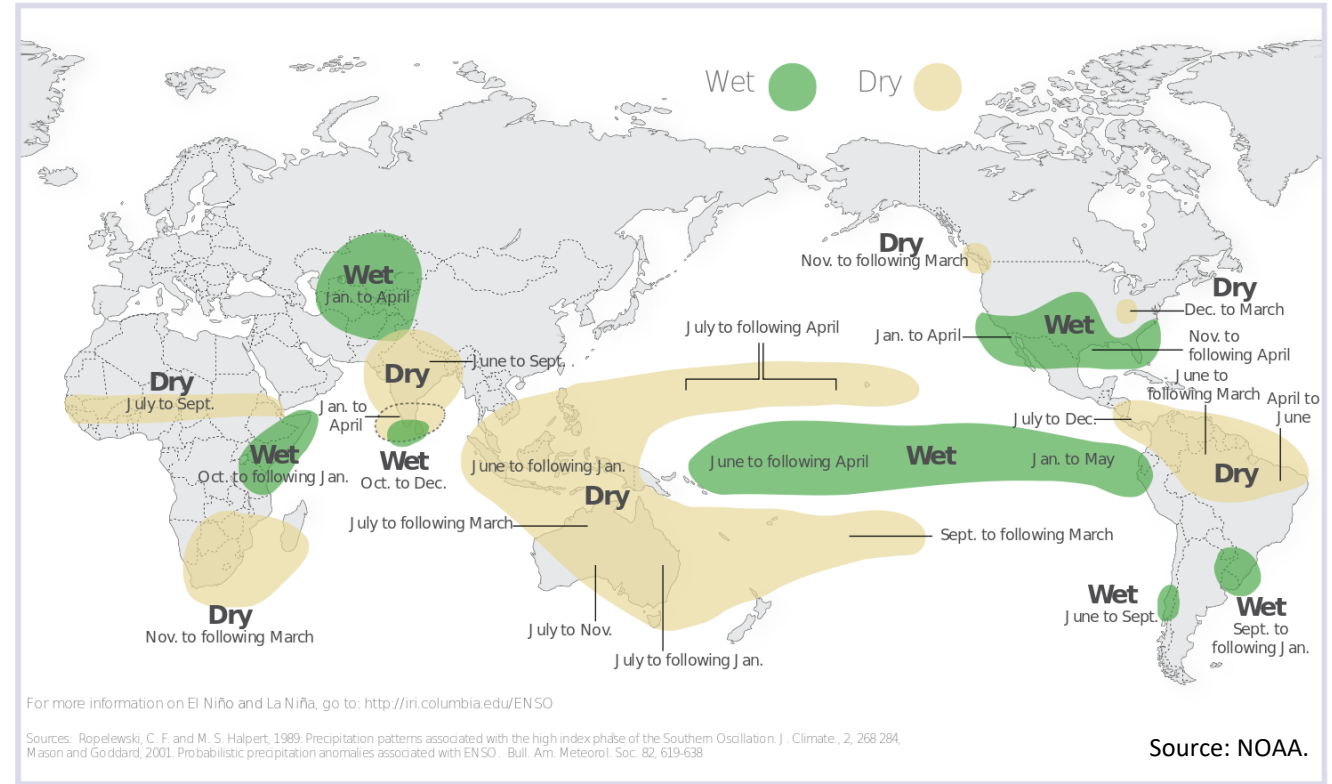 Wet
Dry
Dry
Nov. to following March
Wet
Jan. to April
Dry
Dec. to March
Wet
Jan. to April
Nov. to
following April
July to following April
June to Sept.
Dry
Dry
July to Sept.
Jan. to
April
June to
following March
April to
June
July to Dec.
Wet
Oct. to following Jan.
Wet
Oct. to Dec.
June to following Jan.
Dry
June to following April
Wet
Jan. to May
Dry
July to following March
Sept. to following March
Wet
June to Sept.
Wet
Sept. to
following Jan.
Dry
Nov. to following March
July to Nov.
July to following Jan.
For more information on El Niño and La Niña, go to: http://iri.columbia.edu/ENSO
Sources: Ropelewski, C. F. and M. S. Halpert, 1989: Precipitation patterns associated with the high index phase of the Southern Oscillation. J. Climate., 2, 268 284,
Mason and Goddard, 2001. Probabilistic precipitation anomalies associated with ENSO. Bull. Am. Meteorol. Soc. 82, 619-638
Source: NOAA.